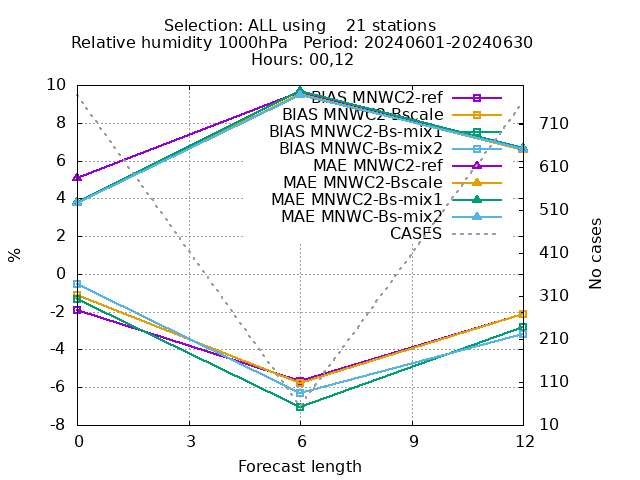 Selection: ALL using    21 stations
Relative humidity 1000hPa   Period: 20240601-20240630
Hours: 00,12
10
8
6
4
2
0
-2
-4
-6
-8
%
BIAS MNWC2-ref
BIAS MNWC2-Bscale
BIAS MNWC2-Bs-mix1
BIAS MNWC-Bs-mix2
MAE MNWC2-ref
MAE MNWC2-Bscale
MAE MNWC2-Bs-mix1
MAE MNWC-Bs-mix2
CASES
710
610
510
410
310
210
110
10
No cases
0 3 6 9 12
Forecast length